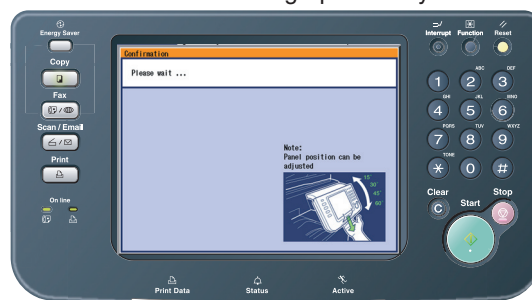 Energy Saver
Interrupt Function Reset
Copy
Fax
Scan / Email
Print
On line
Confirmation
Please wait ...
Note:
Panel position can be
adjusted
15°
30°
45°
60°
1 ABC 2 DEF 3
GHI 4 JKL 5 MNO 6
PQRS 7 TUV 8 WXYZ 9
TONE * 0 #
Clear
C
Start
Stop
Print Data Status Active